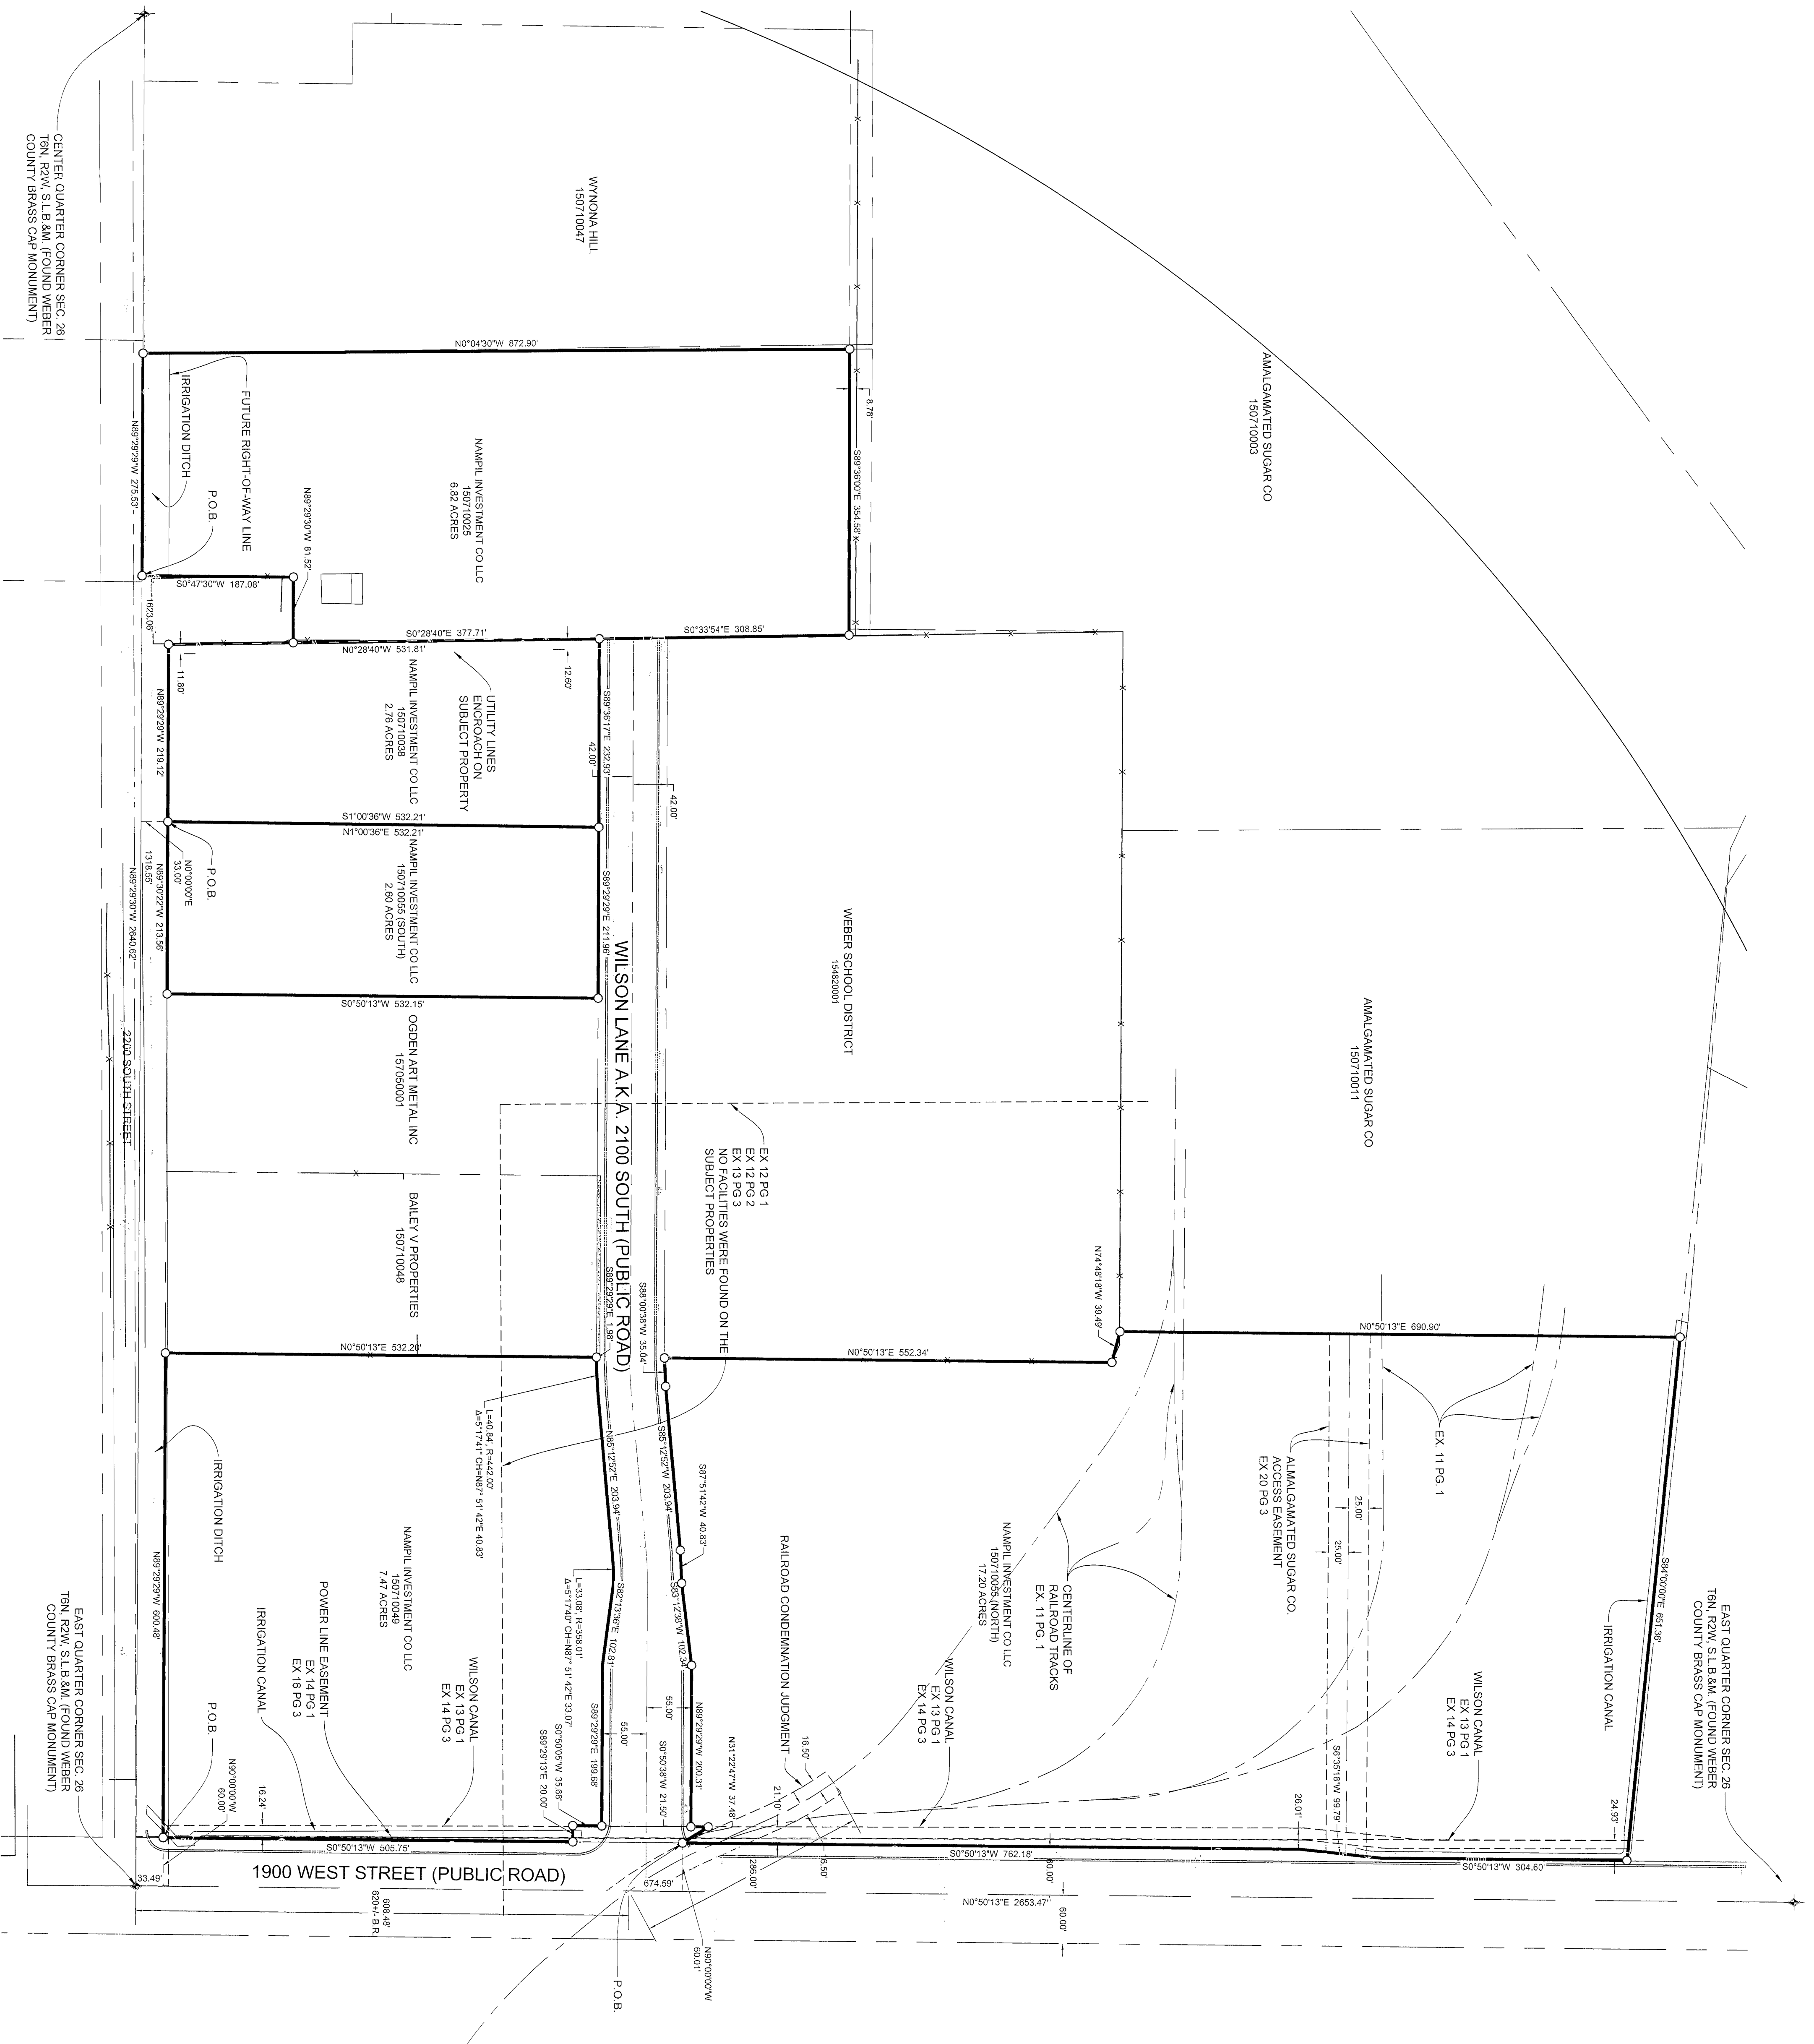 CENTER QUARTER CORNER SEC. 26
T6N, R2W, S.L.B.&M. (FOUND WEBER
COUNTY BRASS CAP MONUMENT)
WYNONA HILL
150710047
AMALGAMATED SUGAR CO
150710003
N0°04'30"W 872.90'
8.78'
S89°36'00"E 354.58'
N89°29'29"W 275.53'
IRRIGATION DITCH
FUTURE RIGHT-OF-WAY LINE
P.O.B.
N89°29'30"W 81.52'
NAMPIL INVESTMENT CO LLC
150710025
6.82 ACRES
S0°47'30"W 187.08'
1623.06'
S0°28'40"E 377.71'
N0°28'40"W 531.81'
S0°33'54"E 308.85'
11.80'
12.60'
N89°29'29"W 219.12'
NAMPIL INVESTMENT CO LLC
150710038
2.76 ACRES
UTILITY LINES
ENCROACH ON
SUBJECT PROPERTY
S89°36'17"E 232.93'
42.00'
42.00'
S1°00'36"W 532.21'
N1°00'36"E 532.21'
P.O.B.
N0°00'00"E
33.00'
1318.55'
N89°30'22"W 213.56'
N89°29'30"W 2640.62'
NAMPIL INVESTMENT CO LLC
150710055 (SOUTH)
2.60 ACRES
S89°29'29"E 211.96'
S0°50'13"W 532.15'
WILSON LANE A.K.A. 2100 SOUTH (PUBLIC ROAD)
WEBER SCHOOL DISTRICT
154820001
AMALGAMATED SUGAR CO
150710011
2200 SOUTH STREET
OGDEN ART METAL INC
157050001
BAILEY V PROPERTIES
150710048
EX 12 PG 1
EX 12 PG 2
EX 13 PG 3
NO FACILITIES WERE FOUND ON THE
SUBJECT PROPERTIES
S89°29'29"E 1.98'
S88°00'38"W 35.04'
N74°48'18"W 39.49'
N0°50'13"E 532.20'
N0°50'13"E 552.34'
N0°50'13"E 690.90'
L=40.84', R=442.00'
Δ=5°17'41" CH=N87° 51' 42"E 40.83'
N85°12'52"E 203.94'
S85°12'52"W 203.94'
S87°51'42"W 40.83'
EX. 11 PG. 1
ALMALGAMATED SUGAR CO.
ACCESS EASEMENT
EX 20 PG 3
25.00'
25.00'
IRRIGATION DITCH
N89°29'29"W 600.48'
NAMPIL INVESTMENT CO LLC
150710049
7.47 ACRES
L=33.08', R=358.01'
Δ=5°17'40" CH=N87° 51' 42"E 33.07'
S82°13'36"E 102.81'
S83°12'38"W 102.34'
RAILROAD CONDEMNATION JUDGMENT
NAMPIL INVESTMENT CO LLC
150710055 (NORTH)
17.20 ACRES
CENTERLINE OF
RAILROAD TRACKS
EX. 11 PG. 1
S84°00'00"E 651.36'
IRRIGATION CANAL
EAST QUARTER CORNER SEC. 26
T6N, R2W, S.L.B.&M. (FOUND WEBER
COUNTY BRASS CAP MONUMENT)
EAST QUARTER CORNER SEC. 26
T6N, R2W, S.L.B.&M. (FOUND WEBER
COUNTY BRASS CAP MONUMENT)
P.O.B.
N90°00'00"W
60.00'
16.24'
IRRIGATION CANAL
POWER LINE EASEMENT
EX 14 PG 1
EX 16 PG 3
WILSON CANAL
EX 13 PG 1
EX 14 PG 3
S89°29'29"E 199.68'
S0°50'05"W 35.68'
S89°29'13"E 20.00'
55.00'
55.00'
N89°29'29"W 200.31'
S0°50'38"W 21.50'
N31°22'47"W 37.48'
16.50'
21.10'
16.50'
WILSON CANAL
EX 13 PG 1
EX 14 PG 3
WILSON CANAL
EX 13 PG 1
EX 14 PG 3
S6°35'18"W 99.79'
26.01'
24.93'
S0°50'13"W 505.75'
S0°50'13"W 762.18'
S0°50'13"W 304.60'
286.00'
60.00'
60.00'
33.49'
1900 WEST STREET (PUBLIC ROAD)
674.59'
N0°50'13"E 2653.47'
608.48'
620+/- B.R.
N90°00'00"W
60.01'
P.O.B.